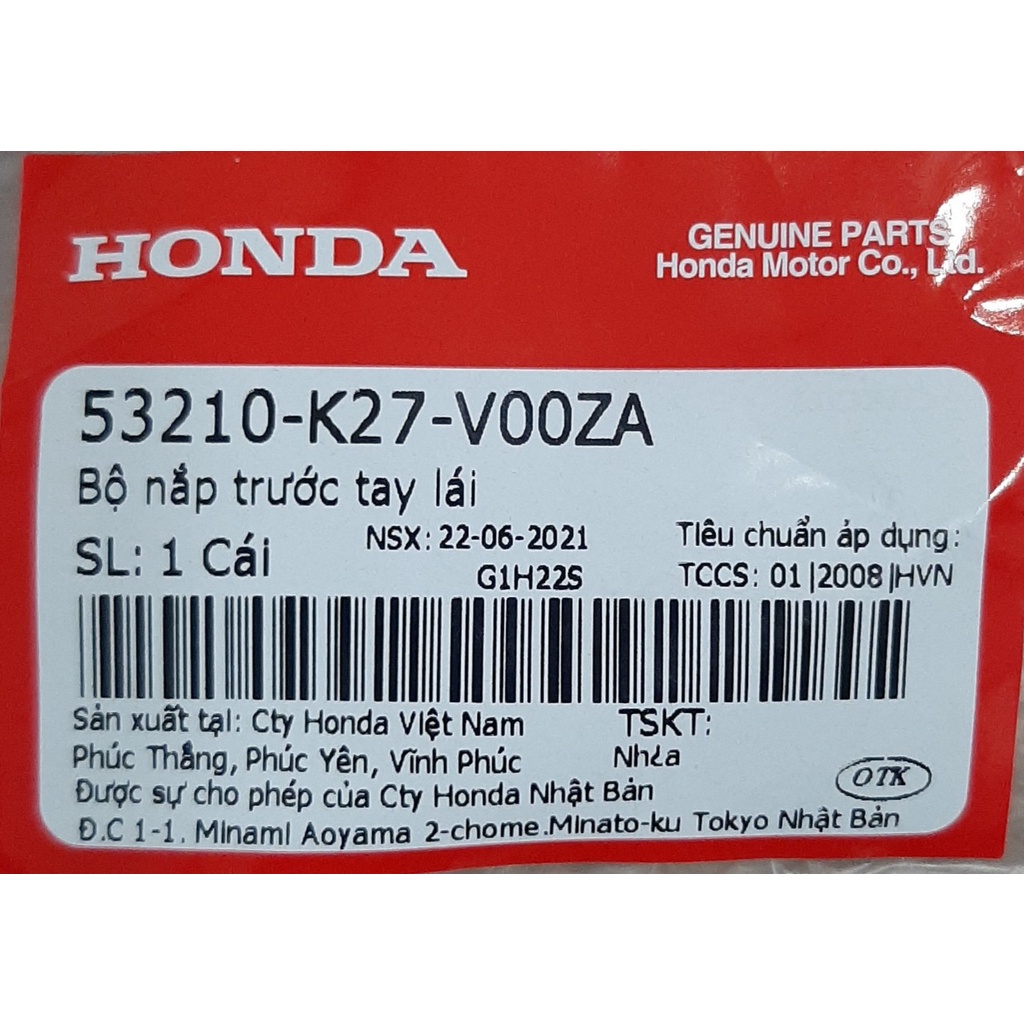 HONDA
GENUINE PARTS
Honda Motor Co., Ltd.
53210-K27-V00ZA
Bộ nắp trước tay lái
SL: 1 Cái
NSX: 22-06-2021
G1H22S
Tiêu chuẩn áp dụng:
TCCS: 01|2008|HVN
Sản xuất tại: Cty Honda Việt Nam
Phúc Thắng, Phúc Yên, Vĩnh Phúc
Được sự cho phép của Cty Honda Nhật Bản
Đ.C 1-1, Minami Aoyama 2-chome.Minato-ku Tokyo Nhật Bản
TSKT:
Nhựa
OTK